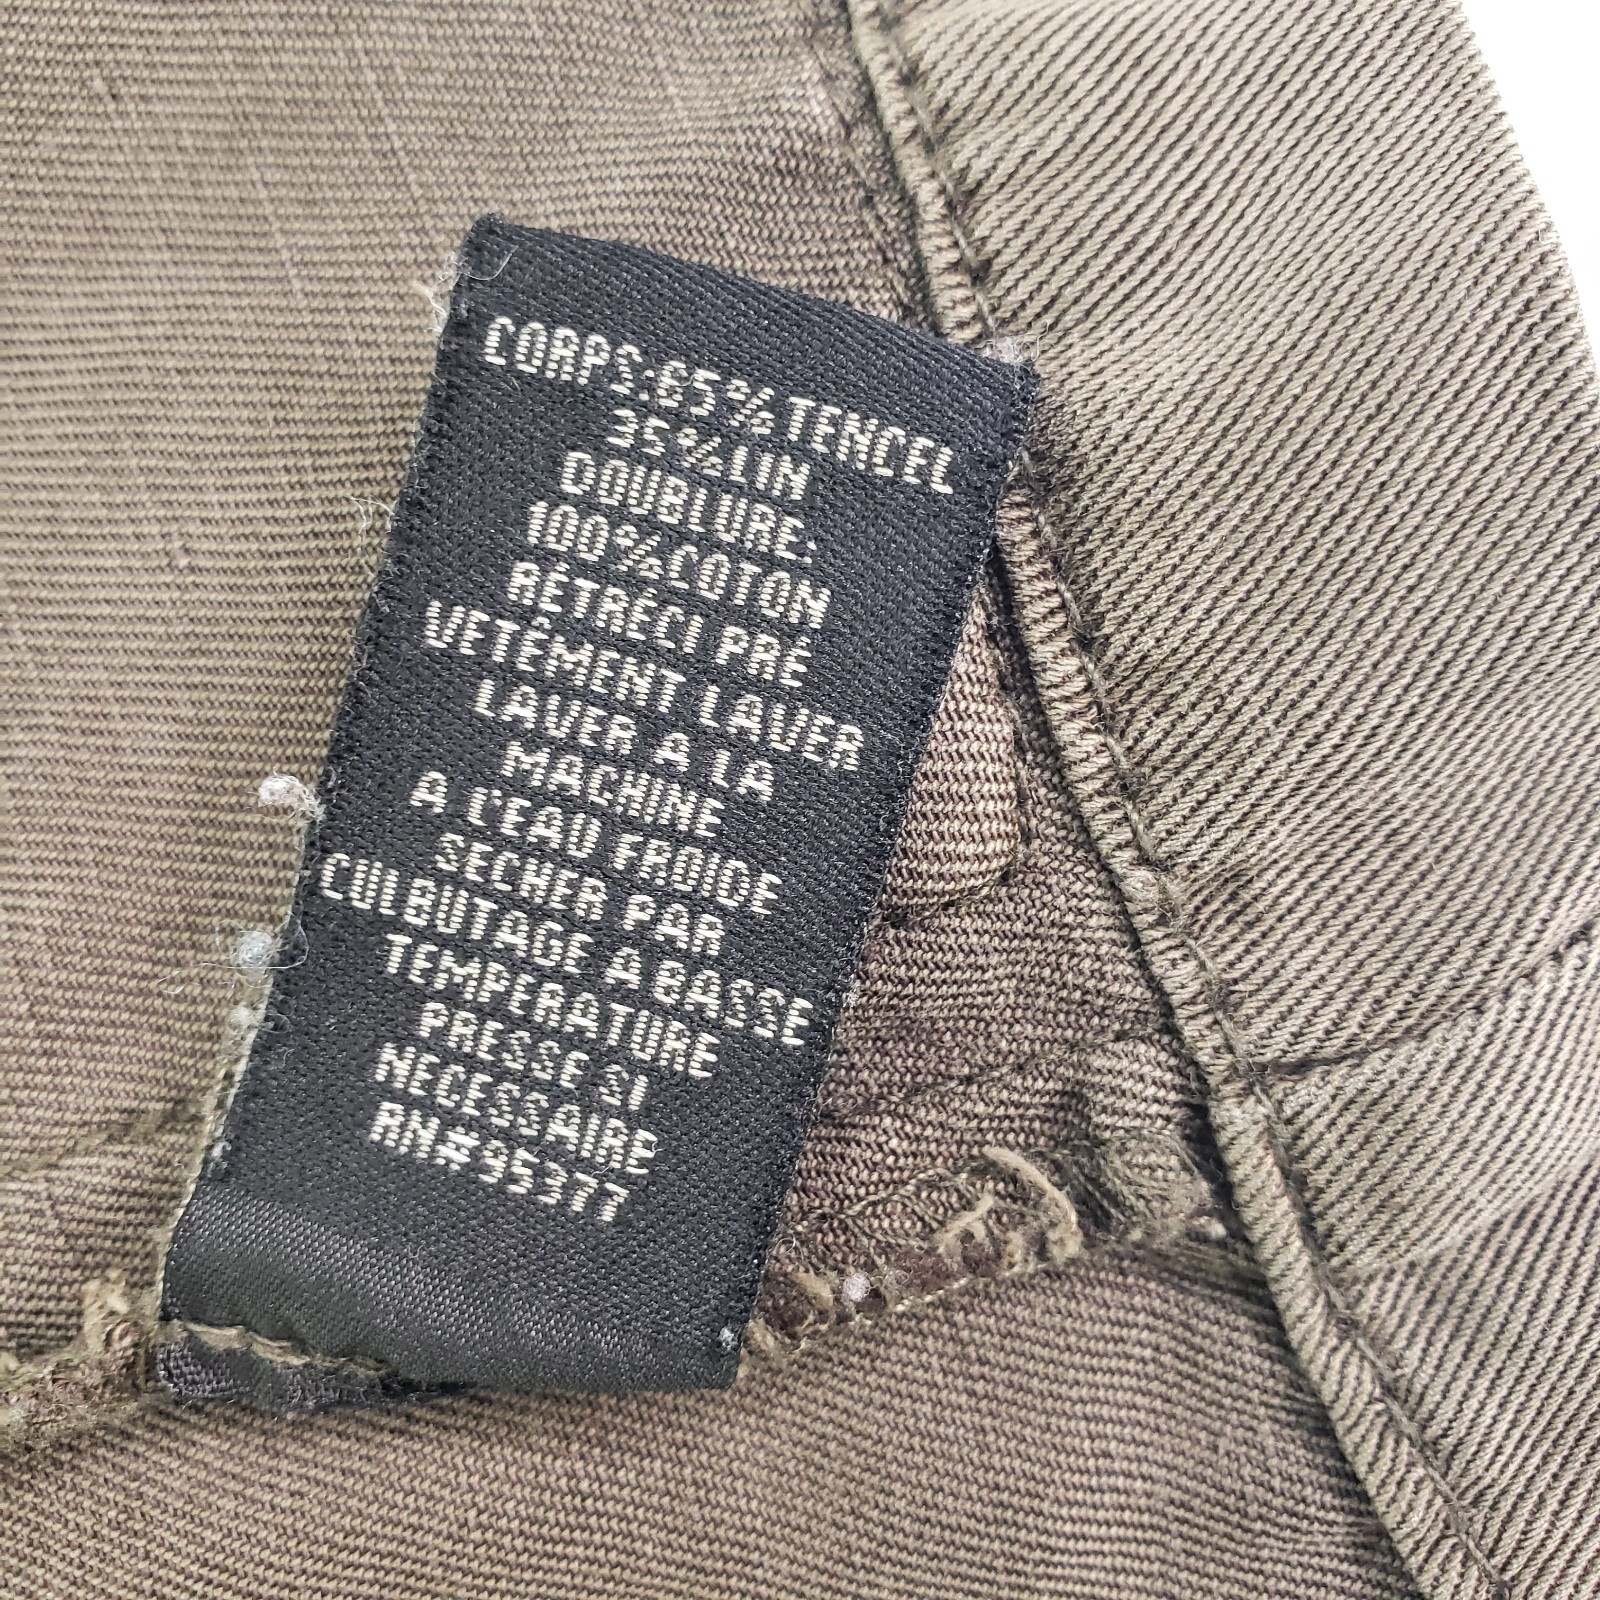 CORPS:65%TENCEL
35%LIN
DOUBLURE:
100%COTON
RÉTRÉCI PRÉ
VETÊMENT LAVER
LAVER A LA
MACHINE
A L'EAU FROIDE
SECHER PAR
CULBUTAGE A BASSE
TEMPERATURE
PRESSE SI
NECESSAIRE
RN#95377